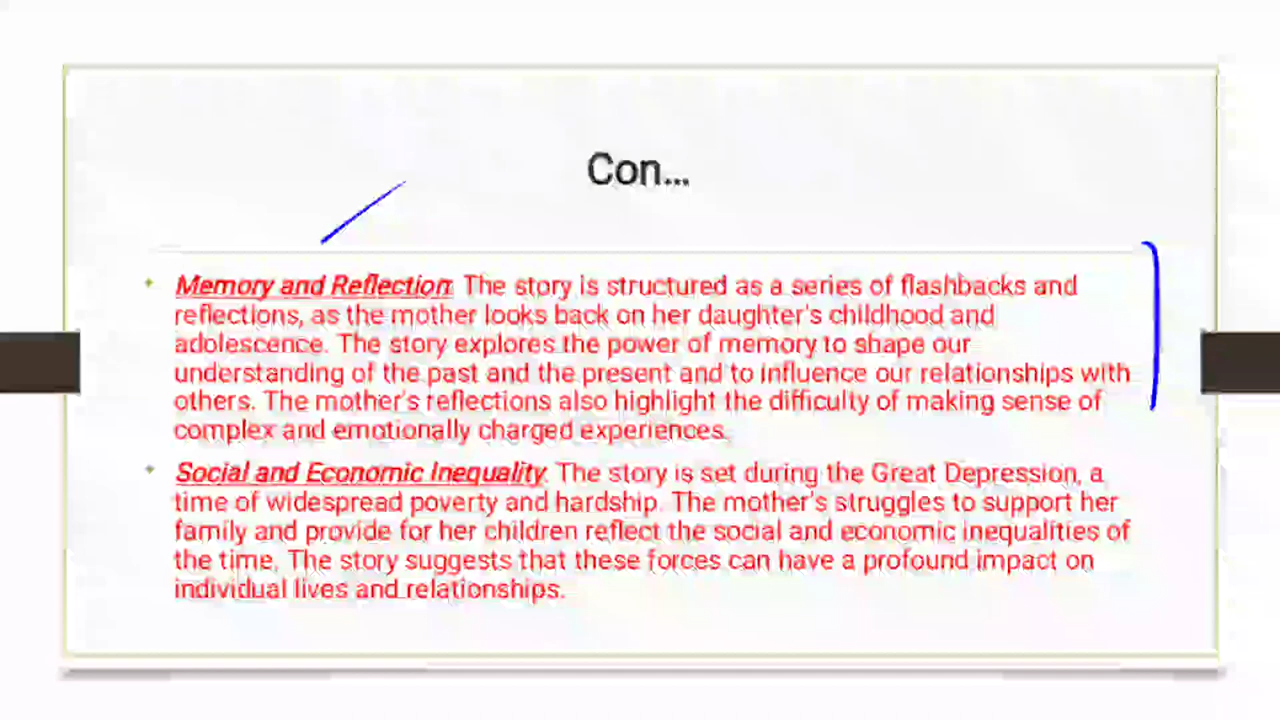 Con...
Memory and Reflection: The story is structured as a series of flashbacks and
reflections, as the mother looks back on her daughter's childhood and
adolescence. The story explores the power of memory to shape our
understanding of the past and the present and to influence our relationships with
others. The mother's reflections also highlight the difficulty of making sense of
complex and emotionally charged experiences.
Social and Economic Inequality: The story is set during the Great Depression, a
time of widespread poverty and hardship. The mother's struggles to support her
family and provide for her children reflect the social and economic inequalities of
the time. The story suggests that these forces can have a profound impact on
individual lives and relationships.